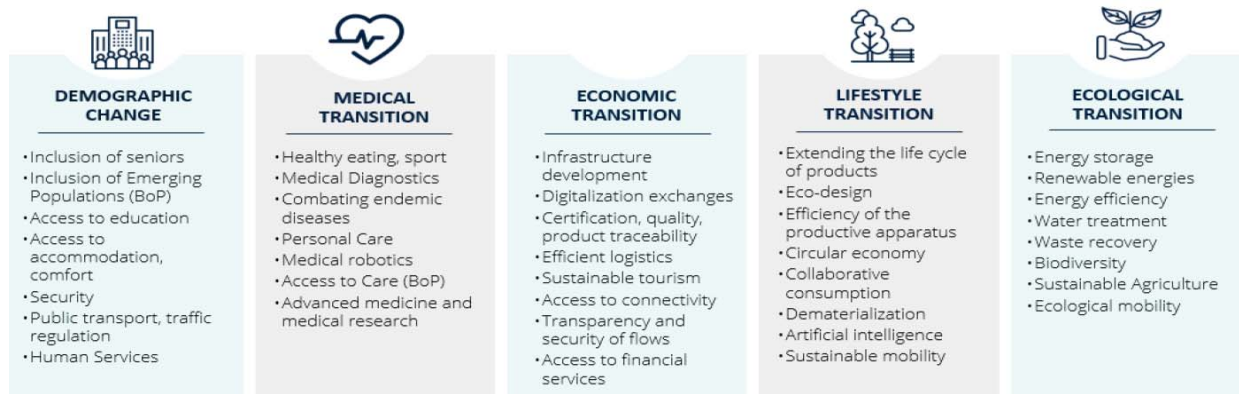 DEMOGRAPHIC
CHANGE
•Inclusion of seniors
•Inclusion of Emerging
Populations (BoP)
•Access to education
•Access to
accommodation,
comfort
•Security
•Public transport, traffic
regulation
•Human Services
MEDICAL
TRANSITION
•Healthy eating, sport
•Medical Diagnostics
•Combating endemic
diseases
•Personal Care
•Medical robotics
•Access to Care (BoP)
•Advanced medicine and
medical research
ECONOMIC
TRANSITION
•Infrastructure
development
•Digitalization exchanges
•Certification, quality,
product traceability
•Efficient logistics
•Sustainable tourism
•Access to connectivity
•Transparency and
security of flows
•Access to financial
services
LIFESTYLE
TRANSITION
•Extending the life cycle
of products
•Eco-design
•Efficiency of the
productive apparatus
•Circular economy
•Collaborative
consumption
•Dematerialization
•Artificial intelligence
•Sustainable mobility
ECOLOGICAL
TRANSITION
•Energy storage
•Renewable energies
•Energy efficiency
•Water treatment
•Waste recovery
•Biodiversity
•Sustainable Agriculture
•Ecological mobility